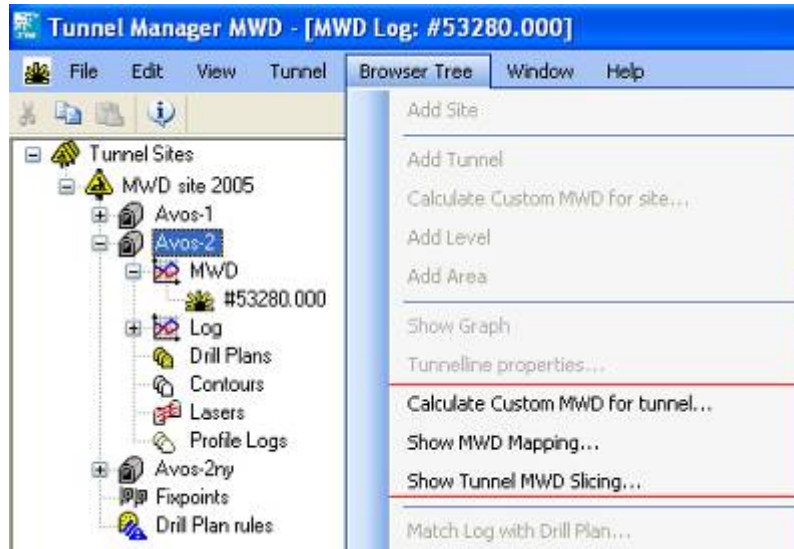 Tunnel Manager MWD - [MWD Log: #53280.000]
File Edit View Tunnel Browser Tree Window Help
Tunnel Sites
MWD site 2005
Avos-1
Avos-2
MWD
#53280.000
Log
Drill Plans
Contours
Lasers
Profile Logs
Avos-2ny
Fixpoints
Drill Plan rules
Add Site
Add Tunnel
Calculate Custom MWD for site...
Add Level
Add Area
Show Graph
Tunnelline properties...
Calculate Custom MWD for tunnel...
Show MWD Mapping...
Show Tunnel MWD Slicing...
Match Log with Drill Plan...